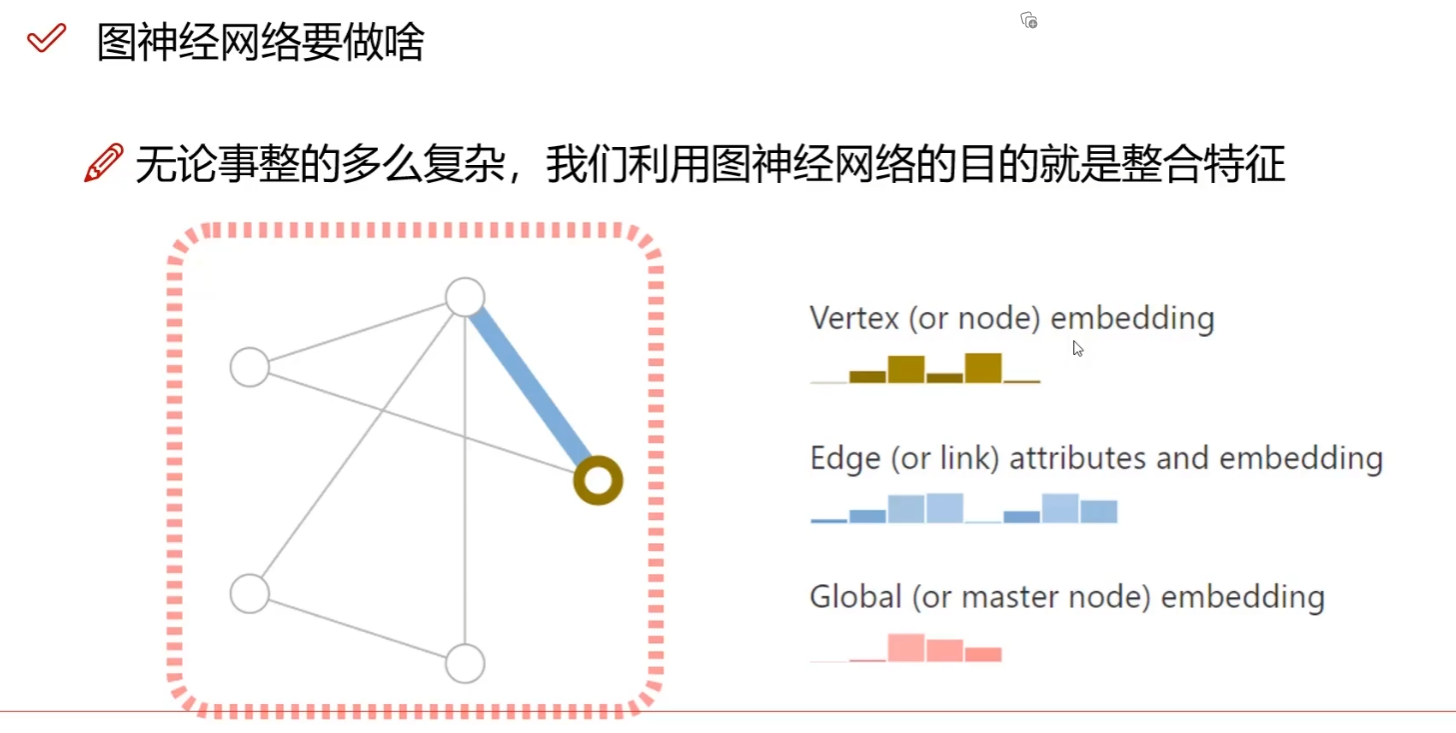 图神经网络要做啥
无论事整的多么复杂，我们利用图神经网络的目的就是整合特征
Vertex (or node) embedding
Edge (or link) attributes and embedding
Global (or master node) embedding